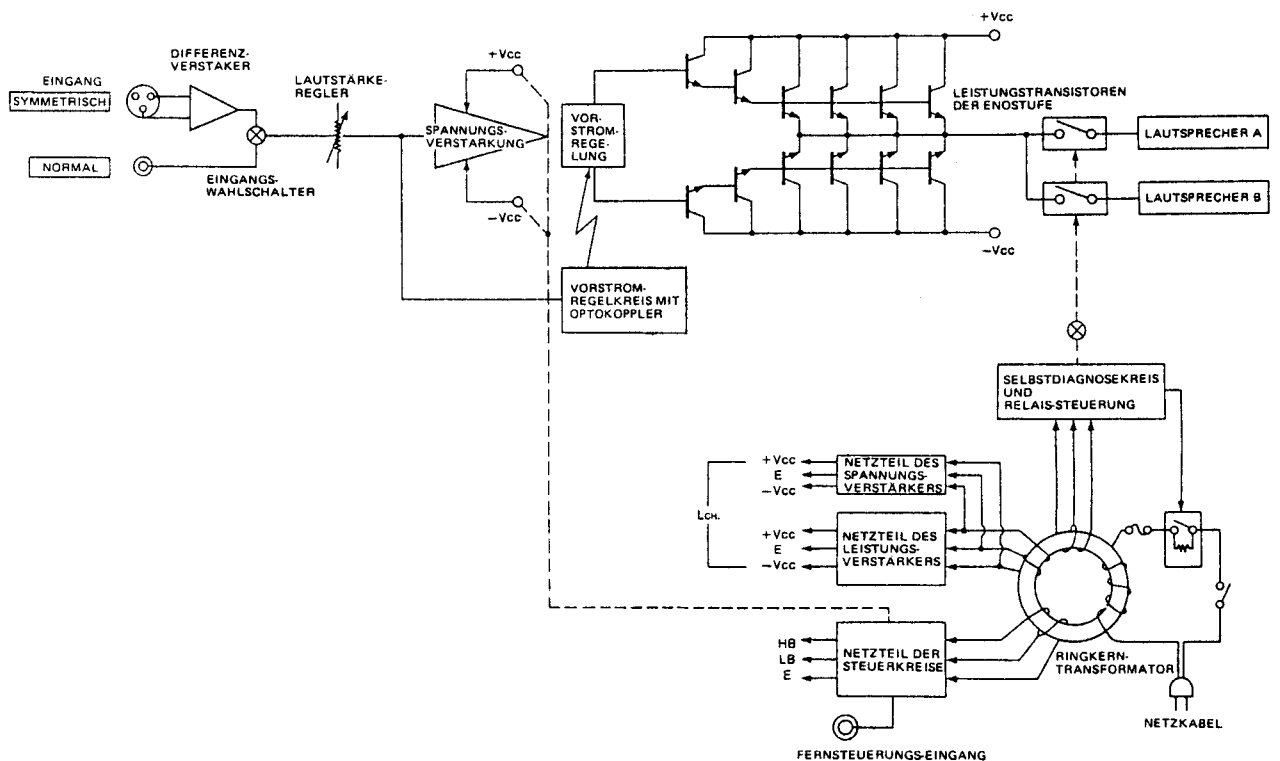 DIFFERENZ-
VERSTAKER
EINGANG
SYMMETRISCH
NORMAL
LAUTSTÄRKE-
REGLER
EINGANGS-
WAHLSCHALTER
+Vcc
SPANNUNGS-
VERSTARKUNG
−Vcc
VOR-
STROM-
REGE-
LUNG
VORSTROM-
REGELKREIS MIT
OPTOKOPPLER
+Vcc
LEISTUNGSTRANSISTOREN
DER ENOSTUFE
−Vcc
LAUTSPRECHER A
LAUTSPRECHER B
SELBSTDIAGNOSEKREIS
UND
RELAIS-STEUERUNG
LCH.
+Vcc
E
−Vcc
NETZTEIL DES
SPANNUNGS-
VERSTÄRKERS
+Vcc
E
−Vcc
NETZTEIL DES
LEISTUNGS-
VERSTÄRKERS
HB
LB
E
NETZTEIL DER
STEUERKREISE
RINGKERN-
TRANSFORMATOR
NETZKABEL
FERNSTEUERUNGS-EINGANG